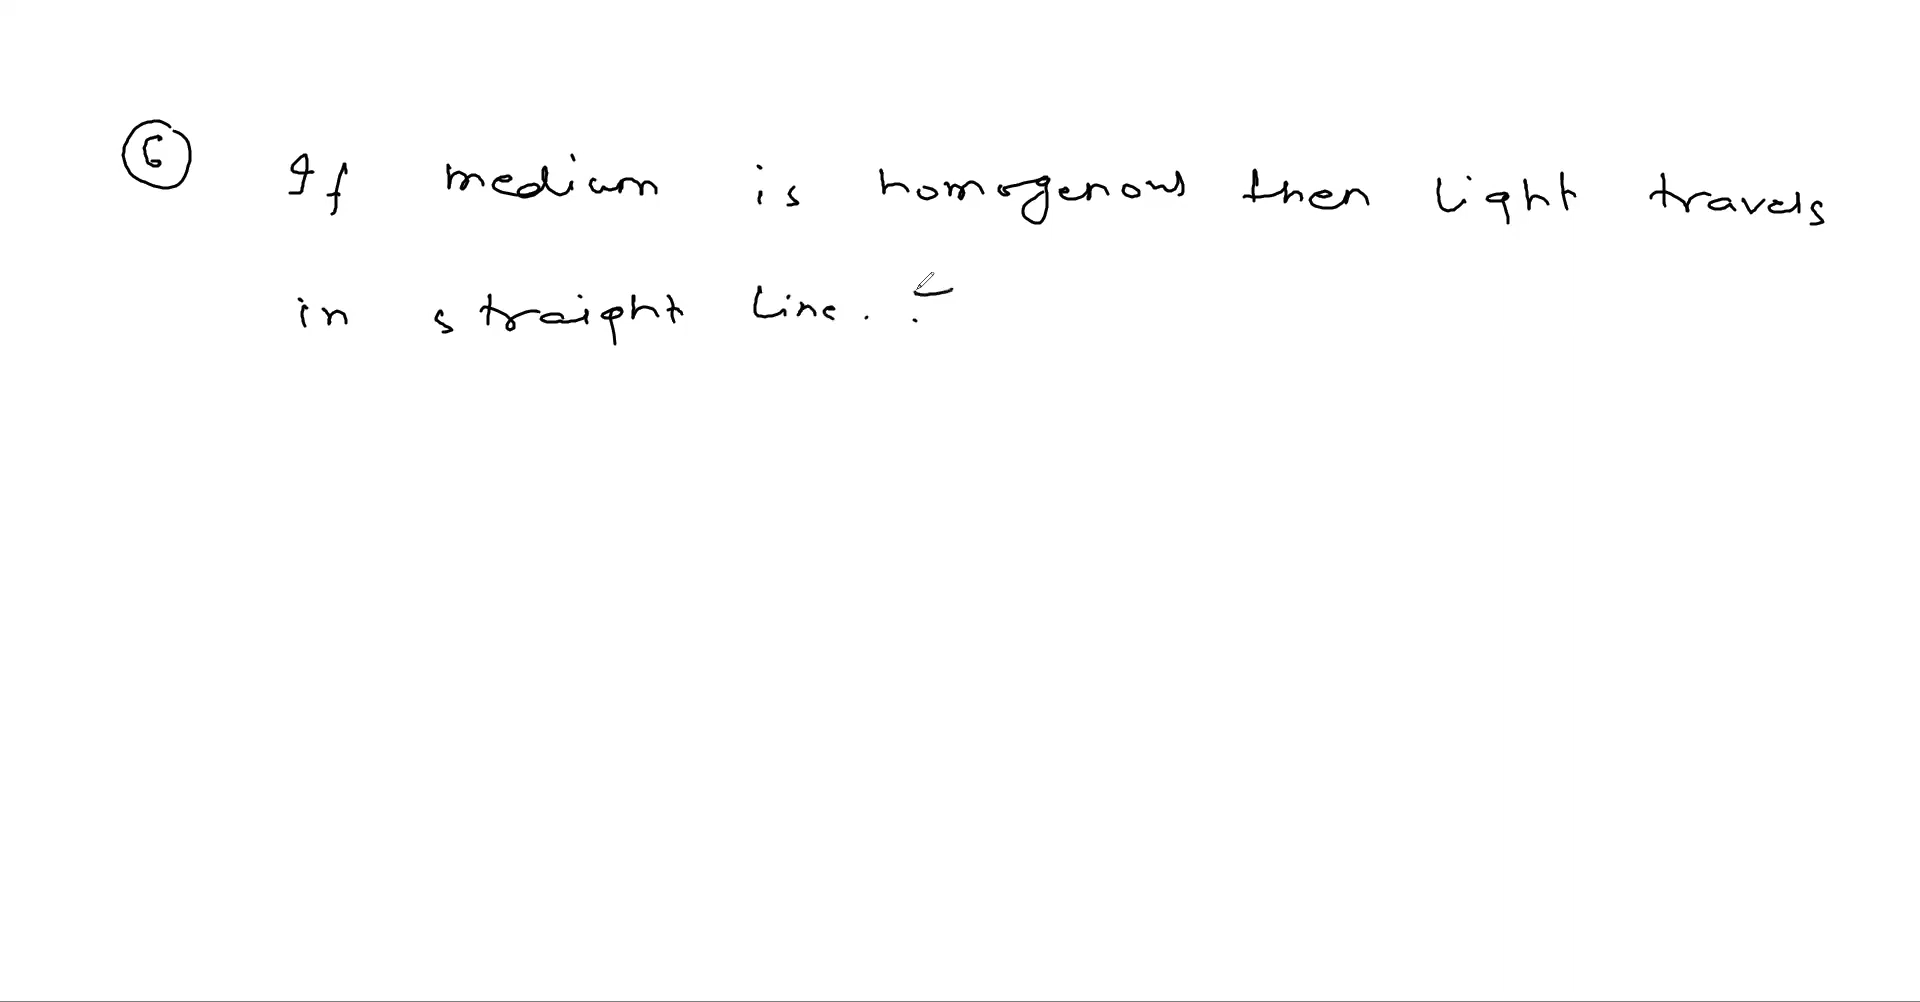 6 If medium is homogenous then light travels
in straight line.